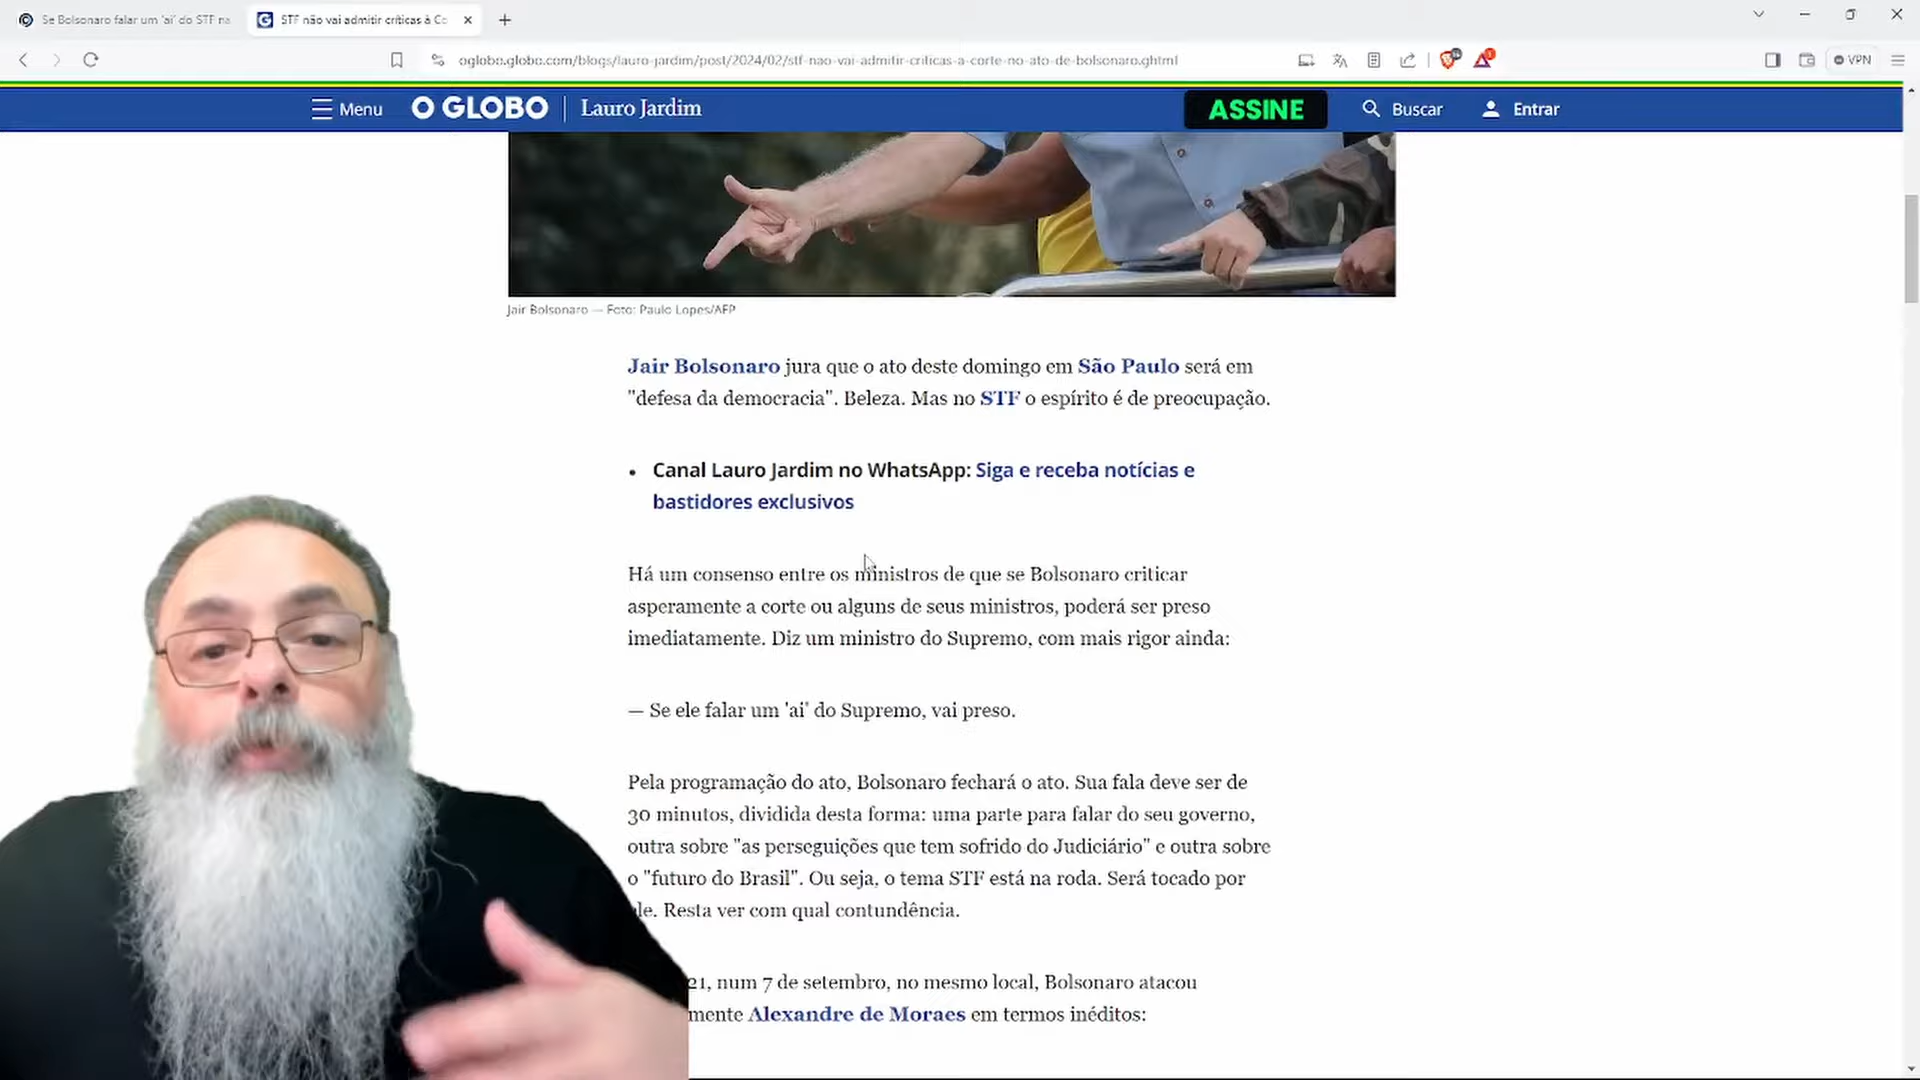 Se Bolsonaro falar um 'ai' do STF na
STF não vai admitir críticas à Co
oglobo.globo.com/blogs/lauro-jardim/post/2024/02/stf-nao-vai-admitir-criticas-a-corte-no-ato-de-bolsonaro.ghtml
VPN
Menu
O GLOBO
Lauro Jardim
ASSINE
Buscar
Entrar
Jair Bolsonaro — Foto: Paulo Lopes/AFP
Jair Bolsonaro jura que o ato deste domingo em São Paulo será em
"defesa da democracia". Beleza. Mas no STF o espírito é de preocupação.
• Canal Lauro Jardim no WhatsApp: Siga e receba notícias e
bastidores exclusivos
Há um consenso entre os ministros de que se Bolsonaro criticar
asperamente a corte ou alguns de seus ministros, poderá ser preso
imediatamente. Diz um ministro do Supremo, com mais rigor ainda:
— Se ele falar um 'ai' do Supremo, vai preso.
Pela programação do ato, Bolsonaro fechará o ato. Sua fala deve ser de
30 minutos, dividida desta forma: uma parte para falar do seu governo,
outra sobre "as perseguições que tem sofrido do Judiciário" e outra sobre
o "futuro do Brasil". Ou seja, o tema STF está na roda. Será tocado por
le. Resta ver com qual contundência.
21, num 7 de setembro, no mesmo local, Bolsonaro atacou
mente Alexandre de Moraes em termos inéditos: